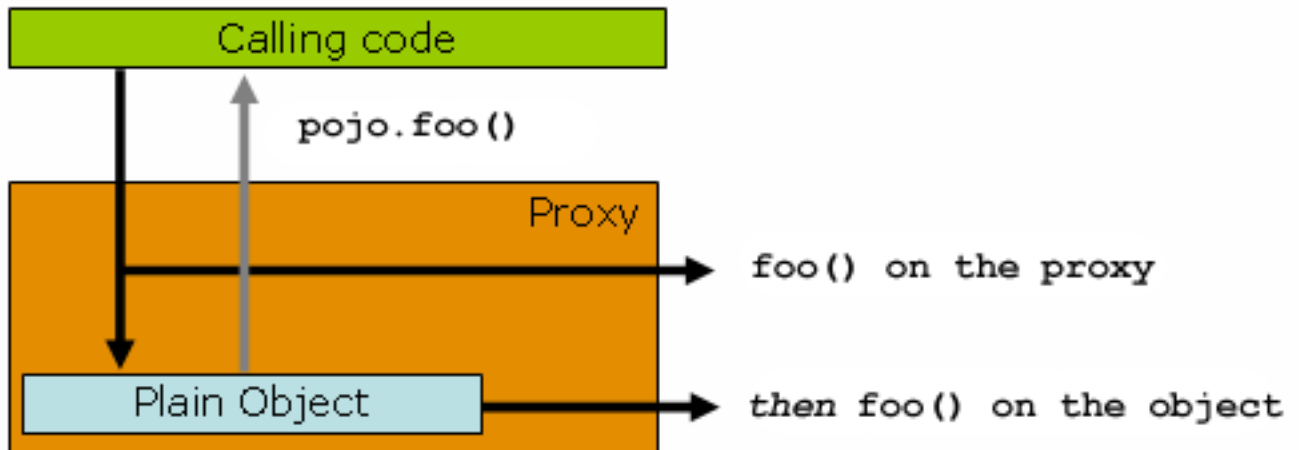 Calling code
pojo.foo()
Proxy
foo() on the proxy
Plain Object
then foo() on the object